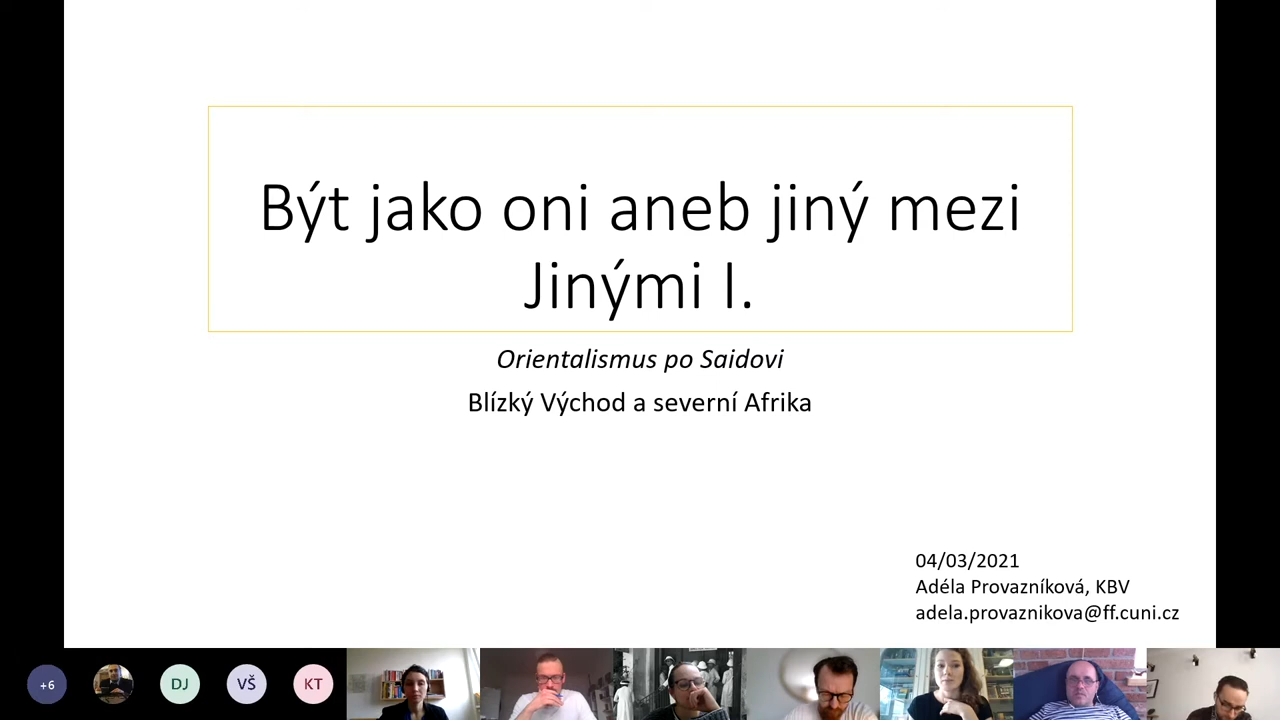 Být jako oni aneb jiný mezi
Jinými I.
Orientalismus po Saidovi
Blízký Východ a severní Afrika
04/03/2021
Adéla Provazníková, KBV
adela.provaznikova@ff.cuni.cz
+6
DJ
VŠ
KT